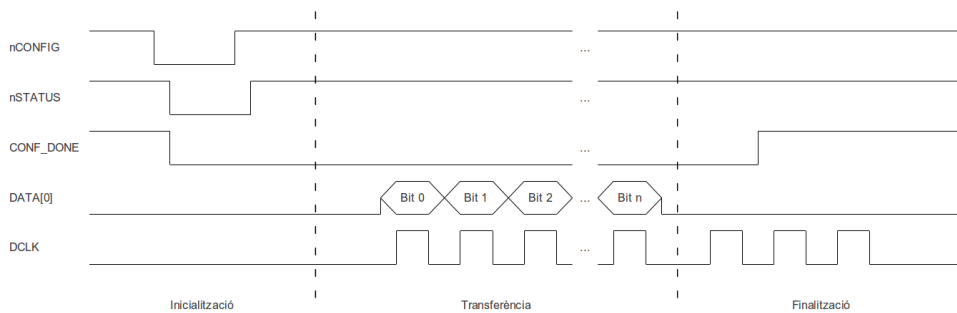 nCONFIG
...
nSTATUS
...
CONF_DONE
...
DATA[0]
Bit 0 Bit 1 Bit 2 ... Bit n
DCLK
...
Inicialització Transferència Finalització